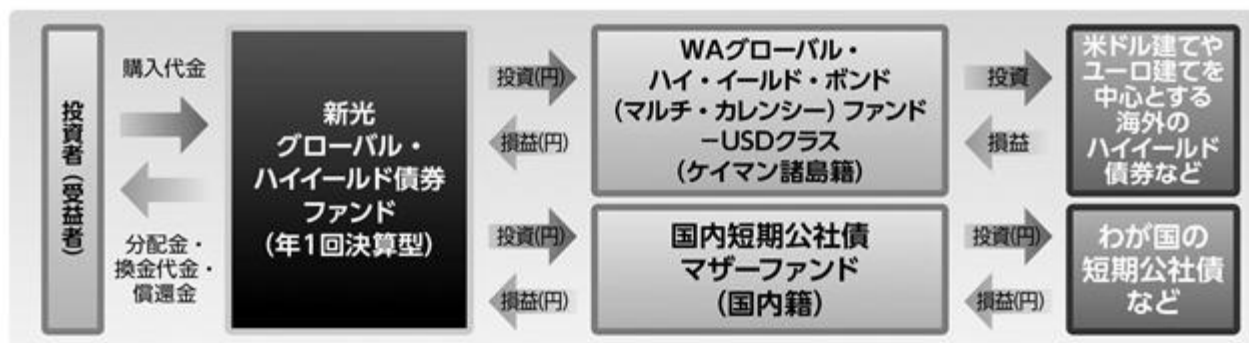 投資者(受益者)
購入代金
分配金・
換金代金・
償還金
新光
グローバル・
ハイイールド債券
ファンド
(年1回決算型)
投資(円)
損益(円)
WAグローバル・
ハイ・イールド・ボンド
(マルチ・カレンシー)ファンド
－USDクラス
(ケイマン諸島籍)
投資
損益
米ドル建てや
ユーロ建てを
中心とする
海外の
ハイイールド
債券など
投資(円)
損益(円)
国内短期公社債
マザーファンド
(国内籍)
投資(円)
損益(円)
わが国の
短期公社債
など